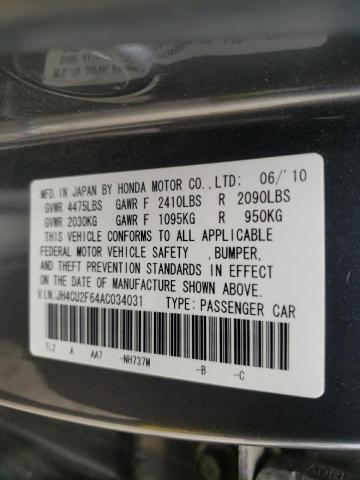 MFD. IN JAPAN BY HONDA MOTOR CO., LTD: 06/'10
GVWR 4475LBS GAWR F 2410LBS R 2090LBS
GVWR 2030KG GAWR F 1095KG R 950KG
THIS VEHICLE CONFORMS TO ALL APPLICABLE
FEDERAL MOTOR VEHICLE SAFETY , BUMPER,
AND THEFT PREVENTION STANDARDS IN EFFECT
ON THE DATE OF MANUFACTURE SHOWN ABOVE.
V.I.N:JH4CU2F64AC034031 TYPE: PASSENGER CAR
TL2 A AA7 -NH737M -B -C